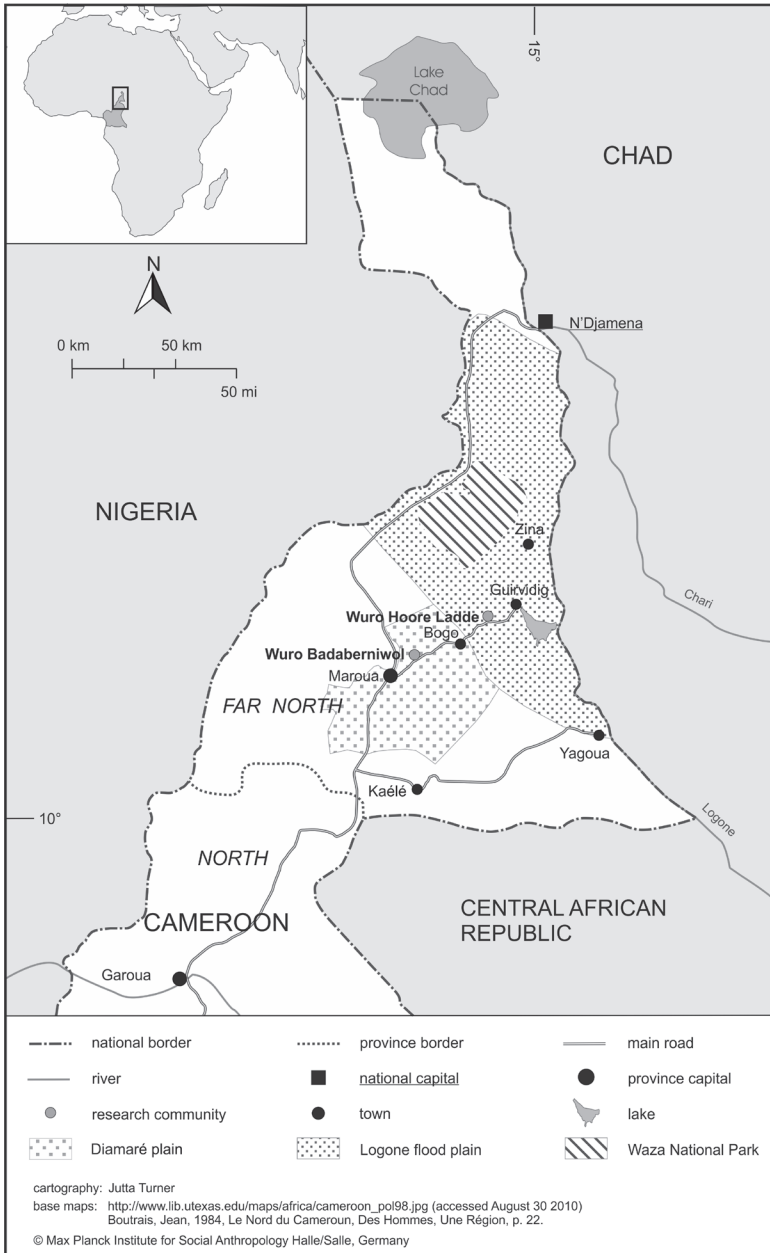 15°
Lake
Chad
CHAD
N
0 km 50 km
50 mi
N'Djamena
NIGERIA
Zina
Chari
Guirvidig
Wuro Hoore Ladde
Bogo
Wuro Badaberniwol
Maroua
FAR NORTH
Yagoua
Kaélé
Logone
10°
NORTH
CAMEROON
CENTRAL AFRICAN
REPUBLIC
Garoua
national border province border main road
river national capital province capital
research community town lake
Diamaré plain Logone flood plain Waza National Park
cartography: Jutta Turner
base maps: http://www.lib.utexas.edu/maps/africa/cameroon_pol98.jpg (accessed August 30 2010)
Boutrais, Jean, 1984, Le Nord du Cameroun, Des Hommes, Une Région, p. 22.
© Max Planck Institute for Social Anthropology Halle/Salle, Germany